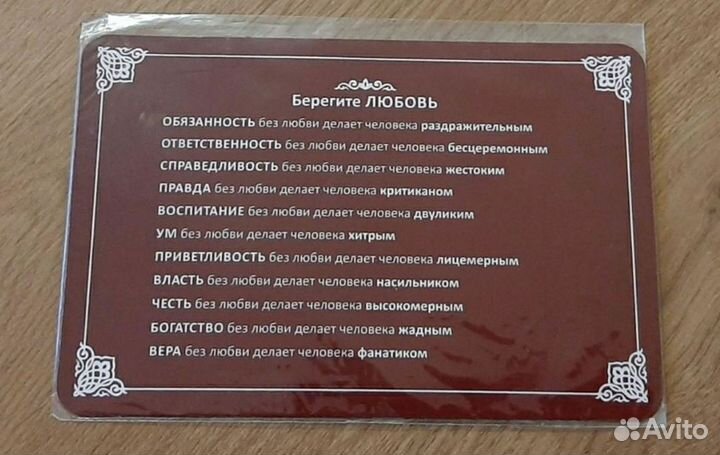 Берегите ЛЮБОВЬ
ОБЯЗАННОСТЬ без любви делает человека раздражительным
ОТВЕТСТВЕННОСТЬ без любви делает человека бесцеремонным
СПРАВЕДЛИВОСТЬ без любви делает человека жестоким
ПРАВДА без любви делает человека критиканом
ВОСПИТАНИЕ без любви делает человека двуликим
УМ без любви делает человека хитрым
ПРИВЕТЛИВОСТЬ без любви делает человека лицемерным
ВЛАСТЬ без любви делает человека насильником
ЧЕСТЬ без любви делает человека высокомерным
БОГАТСТВО без любви делает человека жадным
ВЕРА без любви делает человека фанатиком
Avito